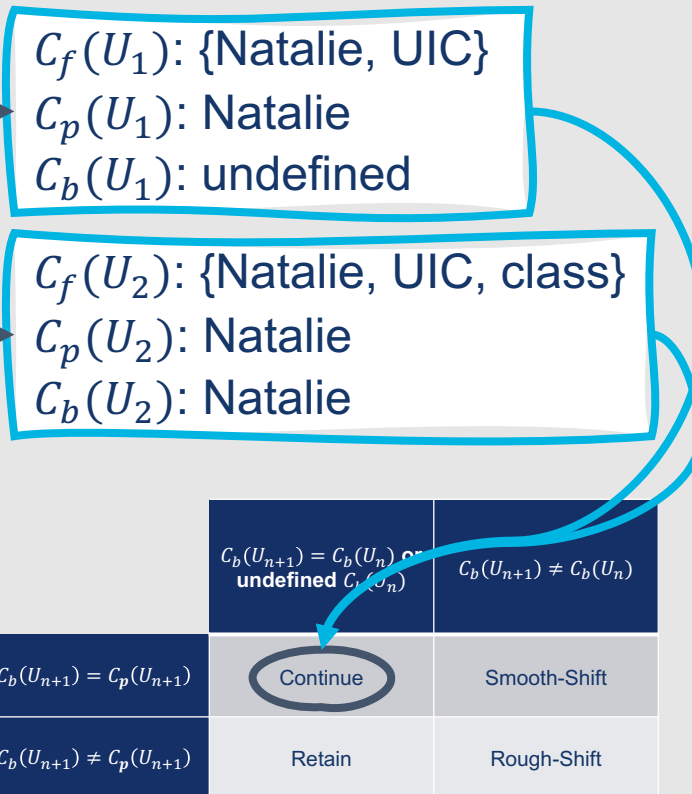 C_f(U_1): {Natalie, UIC}
C_p(U_1): Natalie
C_b(U_1): undefined
C_f(U_2): {Natalie, UIC, class}
C_p(U_2): Natalie
C_b(U_2): Natalie
C_b(U_{n+1}) = C_b(U_n) or
undefined C_b(U_n)
C_b(U_{n+1}) ≠ C_b(U_n)
C_b(U_{n+1}) = C_p(U_{n+1})
Continue
Smooth-Shift
C_b(U_{n+1}) ≠ C_p(U_{n+1})
Retain
Rough-Shift